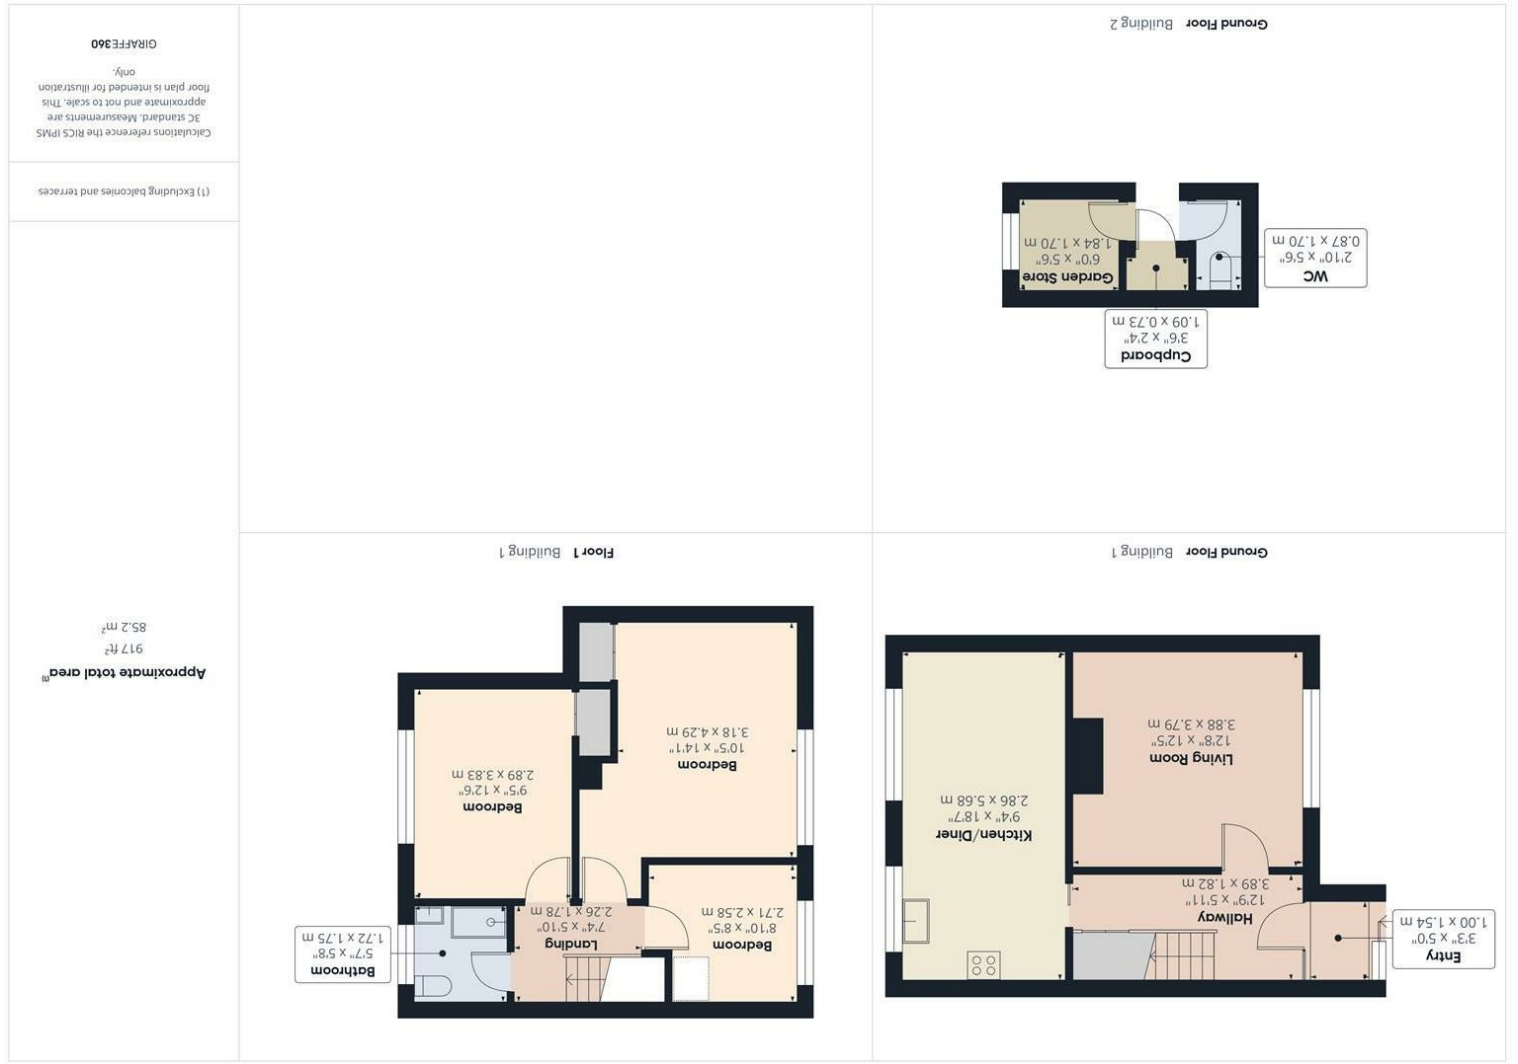 Ground Floor Building 1
Entry
3'3" x 5'0"
1.00 x 1.54 m
Hallway
12'9" x 5'11"
3.89 x 1.82 m
Living Room
12'8" x 12'5"
3.88 x 3.79 m
Kitchen/Diner
9'4" x 18'7"
2.86 x 5.68 m
Floor 1 Building 1
Bedroom
8'10" x 8'5"
2.71 x 2.58 m
Landing
7'4" x 5'10"
2.26 x 1.78 m
Bathroom
5'7" x 5'8"
1.72 x 1.75 m
Bedroom
10'5" x 14'1"
3.18 x 4.29 m
Bedroom
9'5" x 12'6"
2.89 x 3.83 m
Ground Floor Building 2
Cupboard
3'6" x 2'4"
1.09 x 0.73 m
WC
2'10" x 5'6"
0.87 x 1.70 m
Garden Store
6'0" x 5'6"
1.84 x 1.70 m
Approximate total area(1)
917 ft²
85.2 m²
(1) Excluding balconies and terraces
Calculations reference the RICS IPMS
3C standard. Measurements are
approximate and not to scale. This
floor plan is intended for illustration
only.
GIRAFFE360